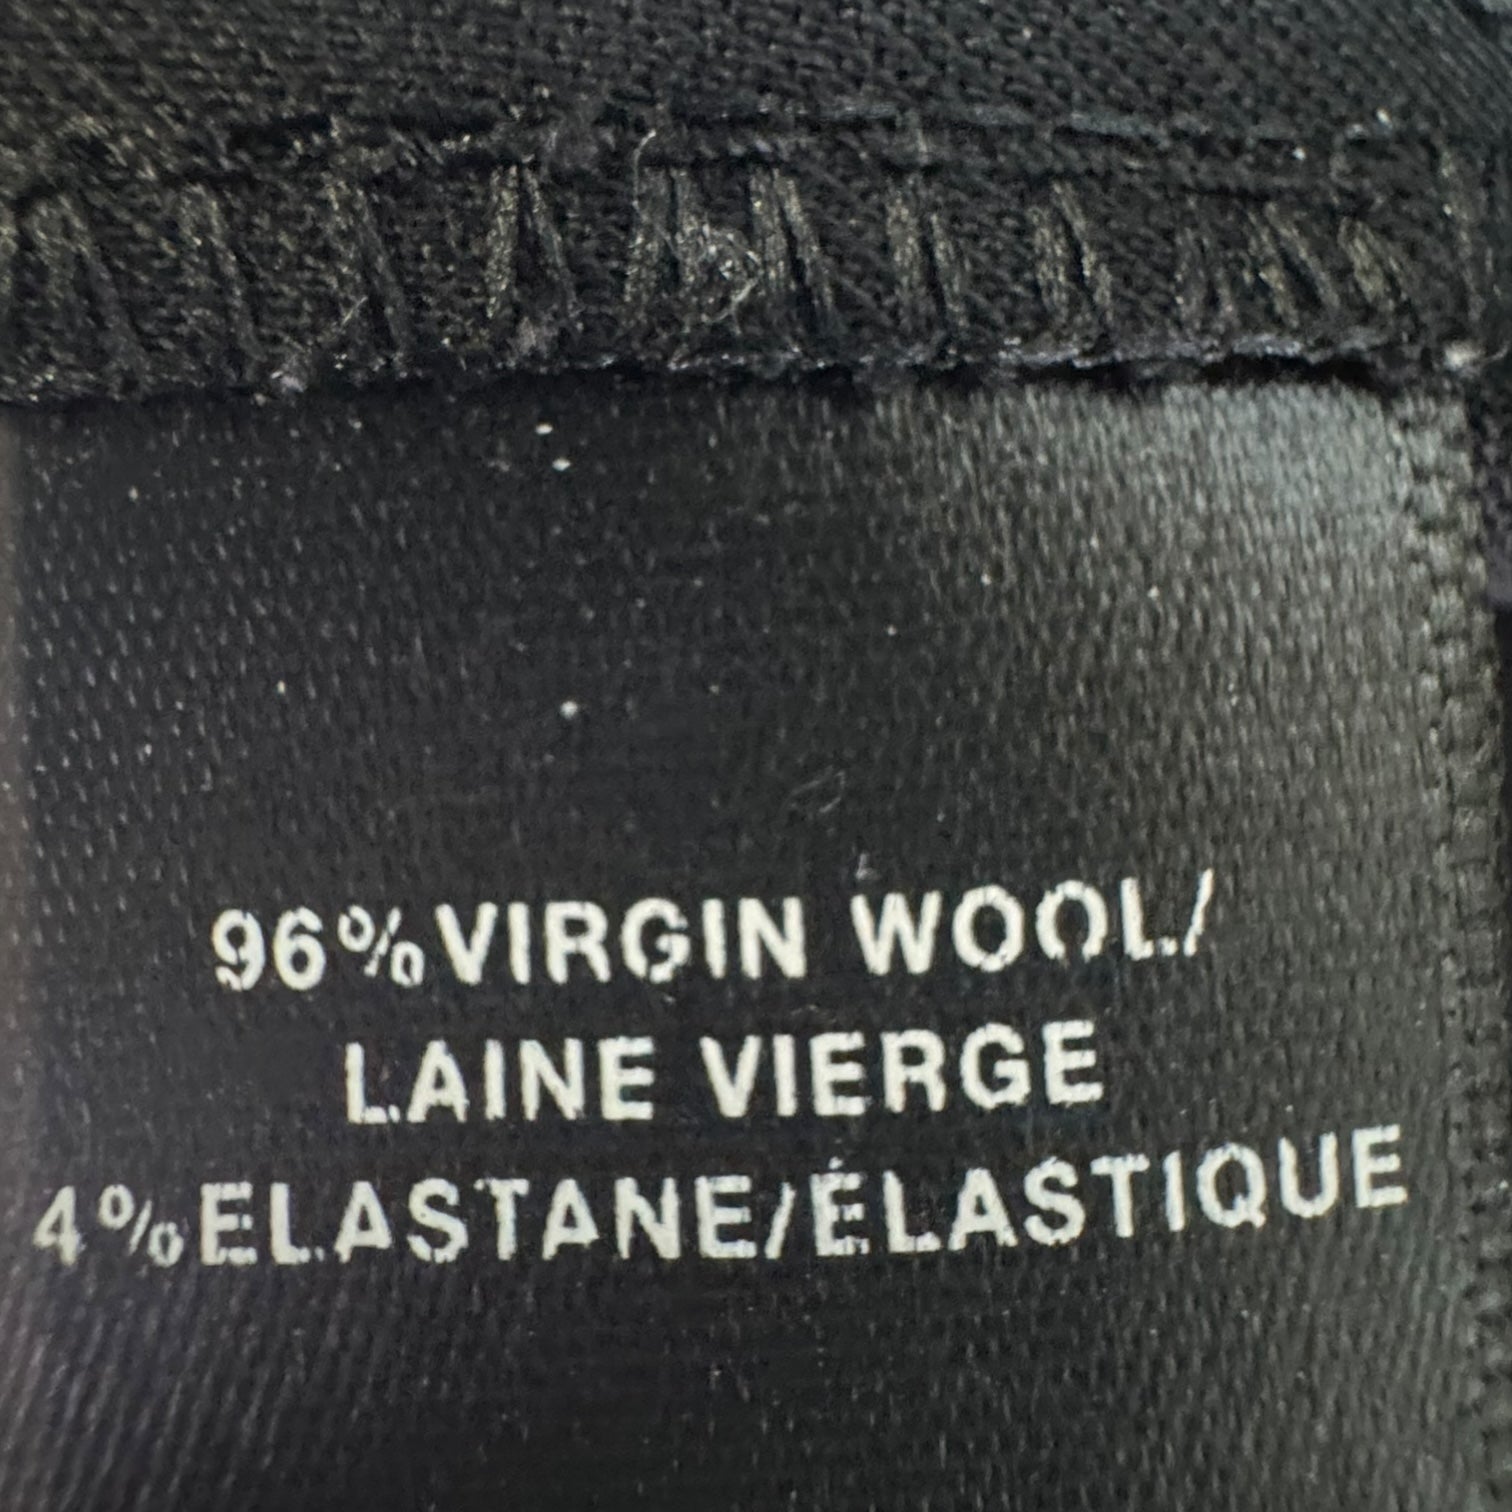 96% VIRGIN WOOL/
LAINE VIERGE
4% ELASTANE/ÉLASTIQUE